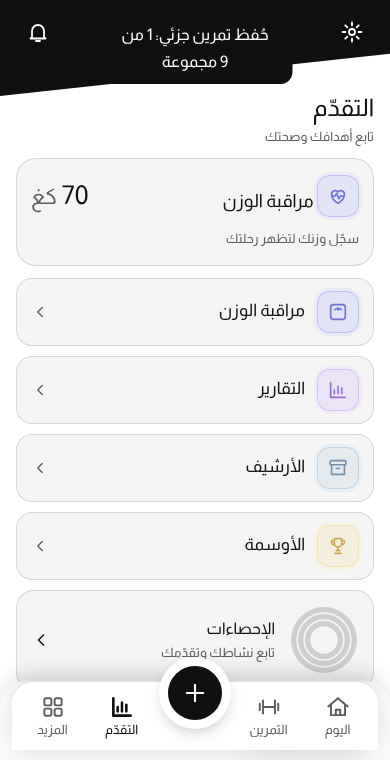 حُفظ تمرين جزئي: 1 من
9 مجموعة
التقدّم
تابع أهدافك وصحتك
مراقبة الوزن
70 كغ
سجّل وزنك لتظهر رحلتك
مراقبة الوزن
التقارير
الأرشيف
الأوسمة
الإحصاءات
تابع نشاطك وتقدّمك
اليوم
التمرين
التقدّم
المزيد